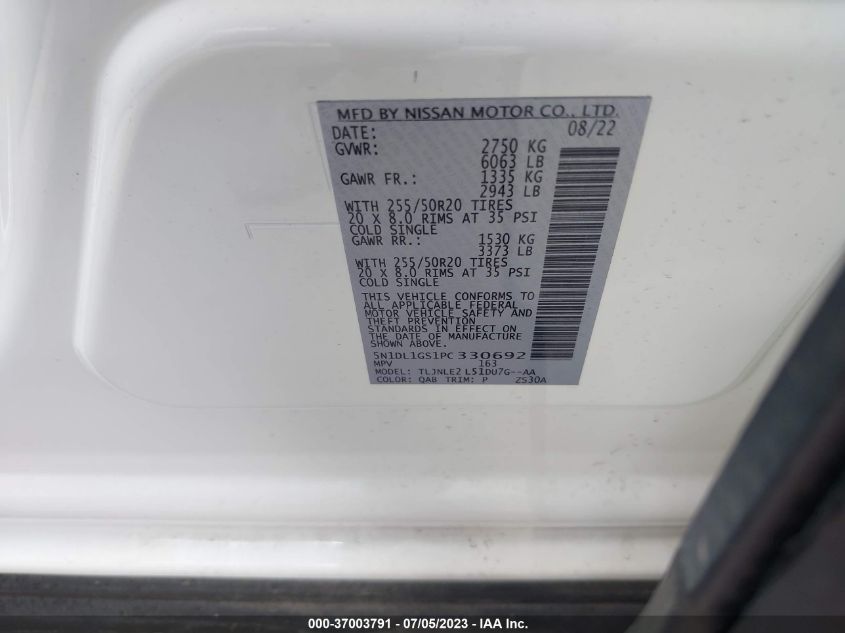 MFD BY NISSAN MOTOR CO., LTD.
DATE: 08/22
GVWR: 2750 KG
6063 LB
GAWR FR.: 1335 KG
2943 LB
WITH 255/50R20 TIRES
20 X 8.0 RIMS AT 35 PSI
COLD SINGLE
GAWR RR.: 1530 KG
3373 LB
WITH 255/50R20 TIRES
20 X 8.0 RIMS AT 35 PSI
COLD SINGLE
THIS VEHICLE CONFORMS TO
ALL APPLICABLE FEDERAL
MOTOR VEHICLE SAFETY AND
THEFT PREVENTION
STANDARDS IN EFFECT ON
THE DATE OF MANUFACTURE
SHOWN ABOVE.
5N1DL1GS1PC330692
MPV 163
MODEL: TLJNLE2 L51DU7G--AA
COLOR: QAB TRIM: P ZS30A
000-37003791 - 07/05/2023 - IAA Inc.